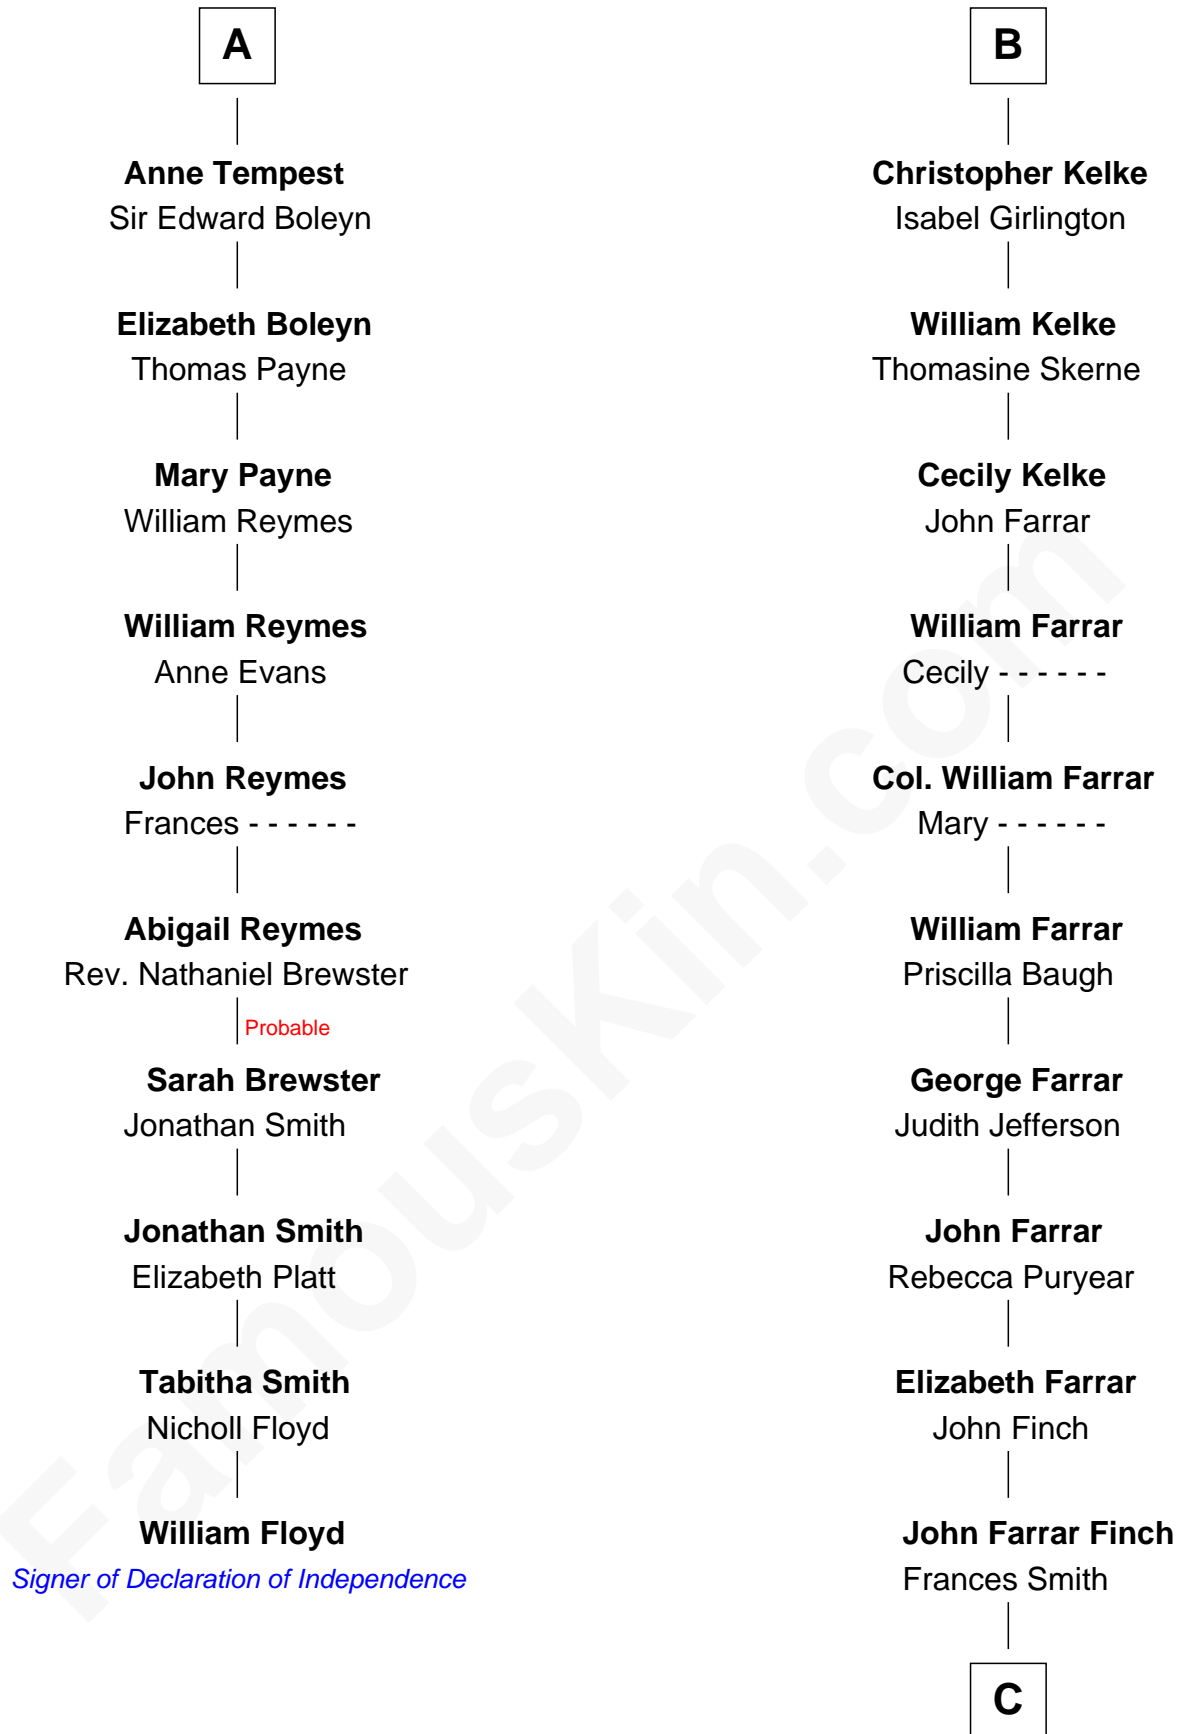 A
Anne Tempest
Sir Edward Boleyn
Elizabeth Boleyn
Thomas Payne
Mary Payne
William Reymes
William Reymes
Anne Evans
John Reymes
Frances - - - - - -
Abigail Reymes
Rev. Nathaniel Brewster
Probable
Sarah Brewster
Jonathan Smith
Jonathan Smith
Elizabeth Platt
Tabitha Smith
Nicholl Floyd
William Floyd
Signer of Declaration of Independence
B
Christopher Kelke
Isabel Girlington
William Kelke
Thomasine Skerne
Cecily Kelke
John Farrar
William Farrar
Cecily - - - - - -
Col. William Farrar
Mary - - - - - -
William Farrar
Priscilla Baugh
George Farrar
Judith Jefferson
John Farrar
Rebecca Puryear
Elizabeth Farrar
John Finch
John Farrar Finch
Frances Smith
C
FamousKin.com